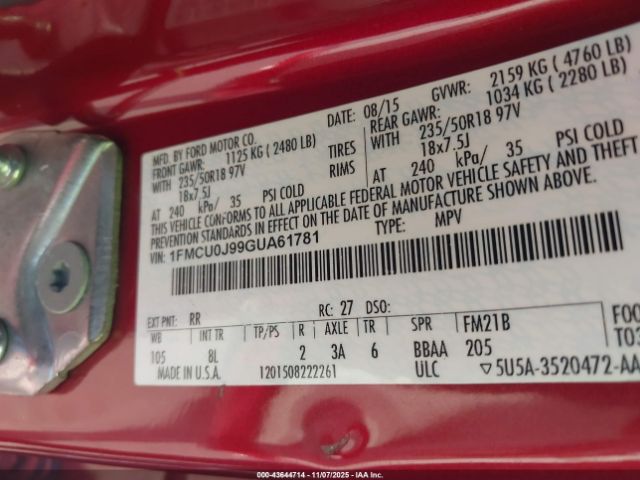 MFD. BY FORD MOTOR CO.
DATE: 08/15 GVWR: 2159 KG ( 4760 LB)
FRONT GAWR: 1125 KG ( 2480 LB) REAR GAWR: 1034 KG ( 2280 LB)
WITH 235/50R18 97V TIRES WITH 235/50R18 97V
18x7.5J RIMS 18x7.5J
AT 240 kPa/ 35 PSI COLD AT 240 kPa/ 35 PSI COLD
THIS VEHICLE CONFORMS TO ALL APPLICABLE FEDERAL MOTOR VEHICLE SAFETY AND THEFT
PREVENTION STANDARDS IN EFFECT ON THE DATE OF MANUFACTURE SHOWN ABOVE.
VIN: 1FMCU0J99GUA61781 TYPE: MPV
EXT PNT: RR RC: 27 DSO:
WB INT TR TP/PS R AXLE TR SPR FM21B
105 8L 2 3A 6 BBAA 205
MADE IN U.S.A. 1201508222261 ULC ▽5U5A-3520472-AA
000-43644714 - 11/07/2025 - IAAI, Inc.